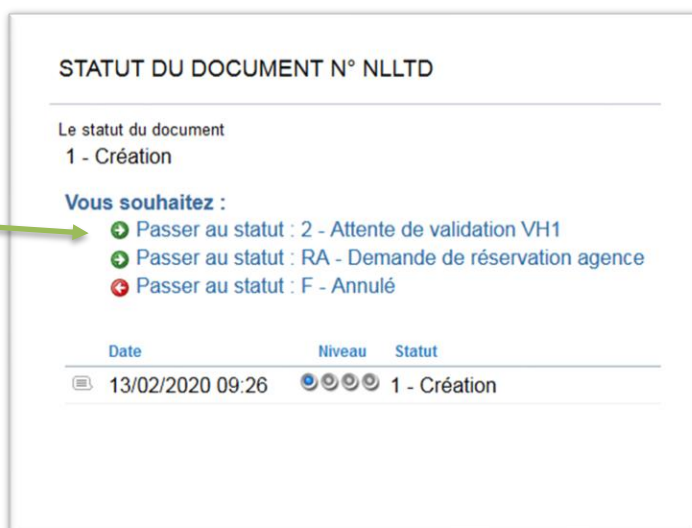 STATUT DU DOCUMENT N° NLLTD
Le statut du document
1 - Création
Vous souhaitez :
Passer au statut : 2 - Attente de validation VH1
Passer au statut : RA - Demande de réservation agence
Passer au statut : F - Annulé
Date Niveau Statut
13/02/2020 09:26 1 - Création